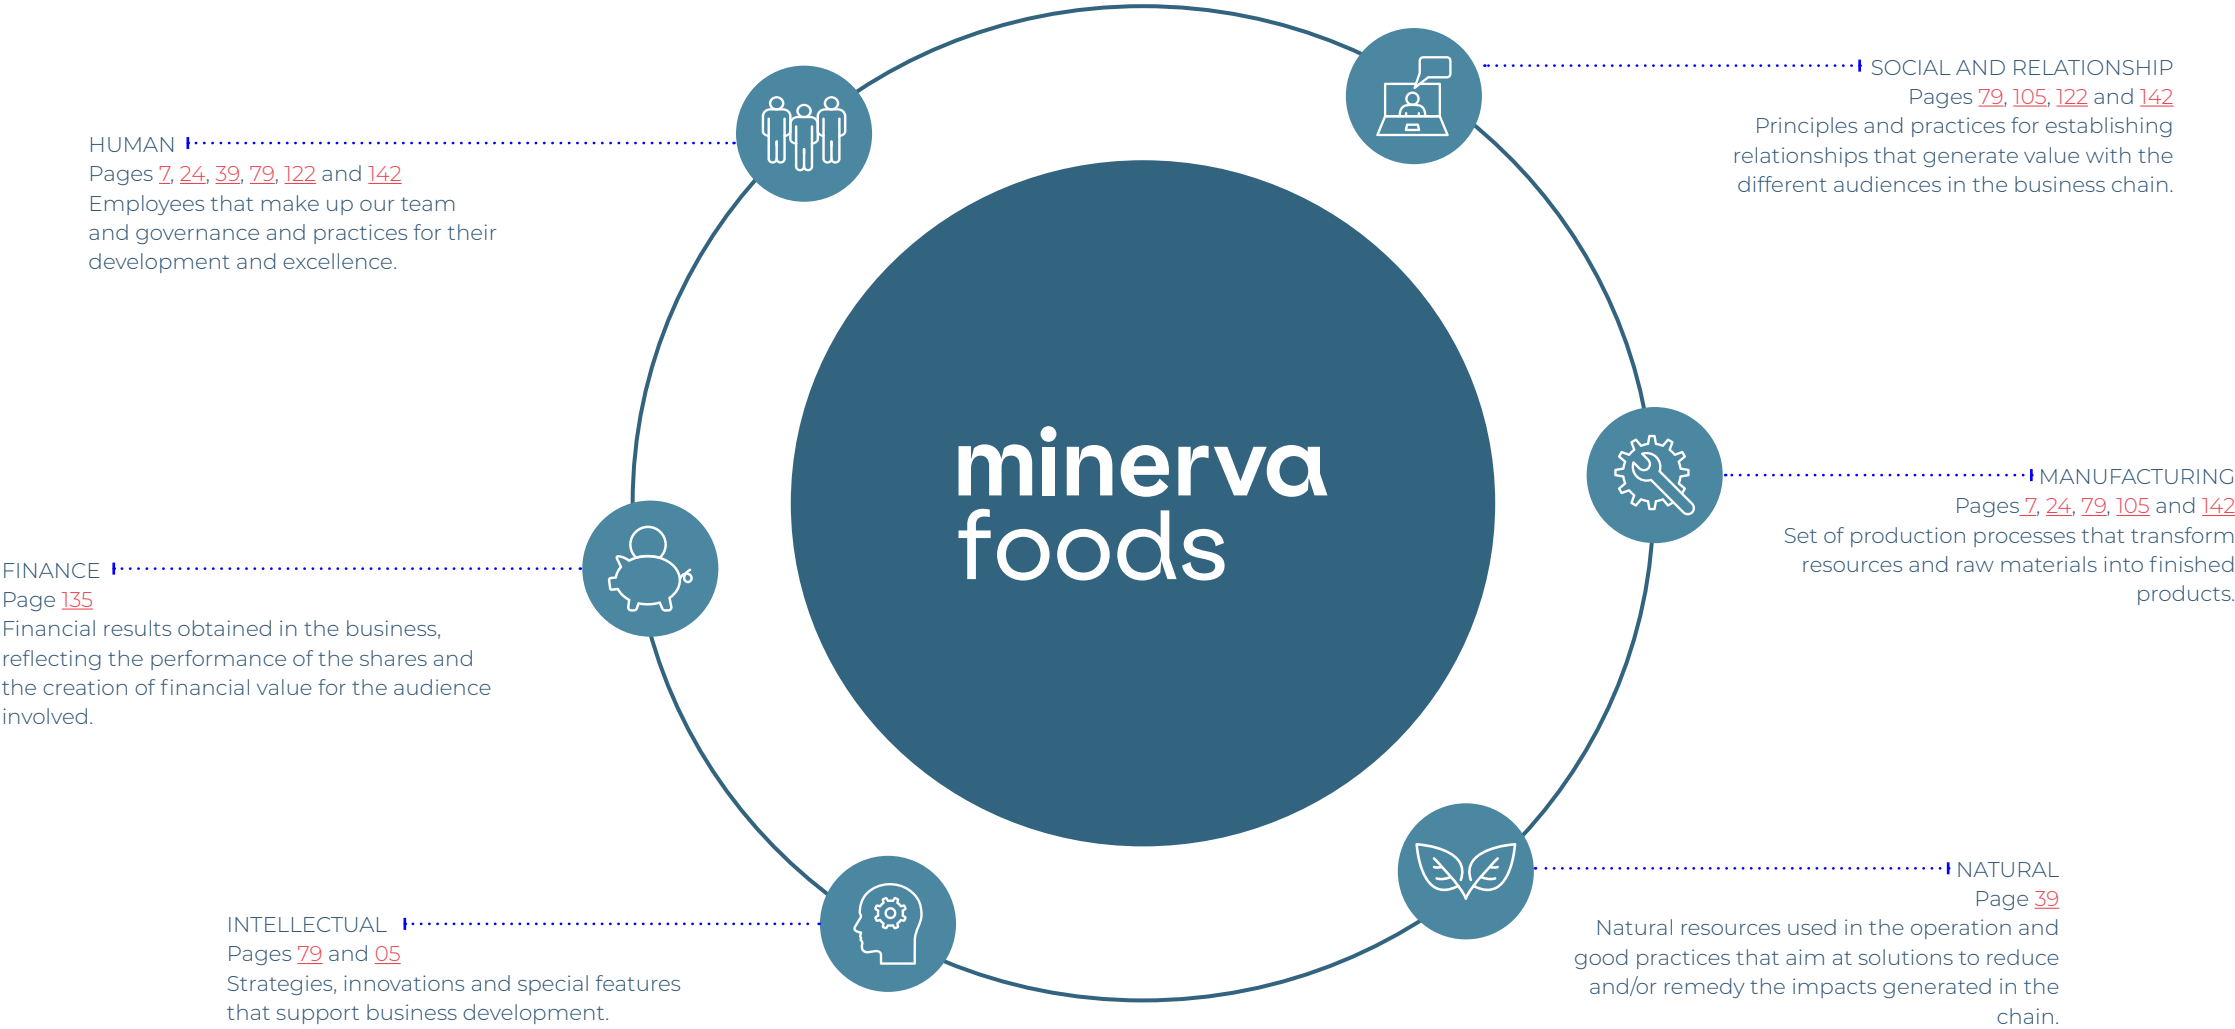 SOCIAL AND RELATIONSHIP
Pages 79, 105, 122 and 142
Principles and practices for establishing
relationships that generate value with the
different audiences in the business chain.
HUMAN
Pages 7, 24, 39, 79, 122 and 142
Employees that make up our team
and governance and practices for their
development and excellence.
minerva
foods
MANUFACTURING
Pages 7, 24, 79, 105 and 142
Set of production processes that transform
resources and raw materials into finished
products.
FINANCE
Page 135
Financial results obtained in the business,
reflecting the performance of the shares and
the creation of financial value for the audience
involved.
NATURAL
Page 39
Natural resources used in the operation and
good practices that aim at solutions to reduce
and/or remedy the impacts generated in the
chain.
INTELLECTUAL
Pages 79 and 05
Strategies, innovations and special features
that support business development.